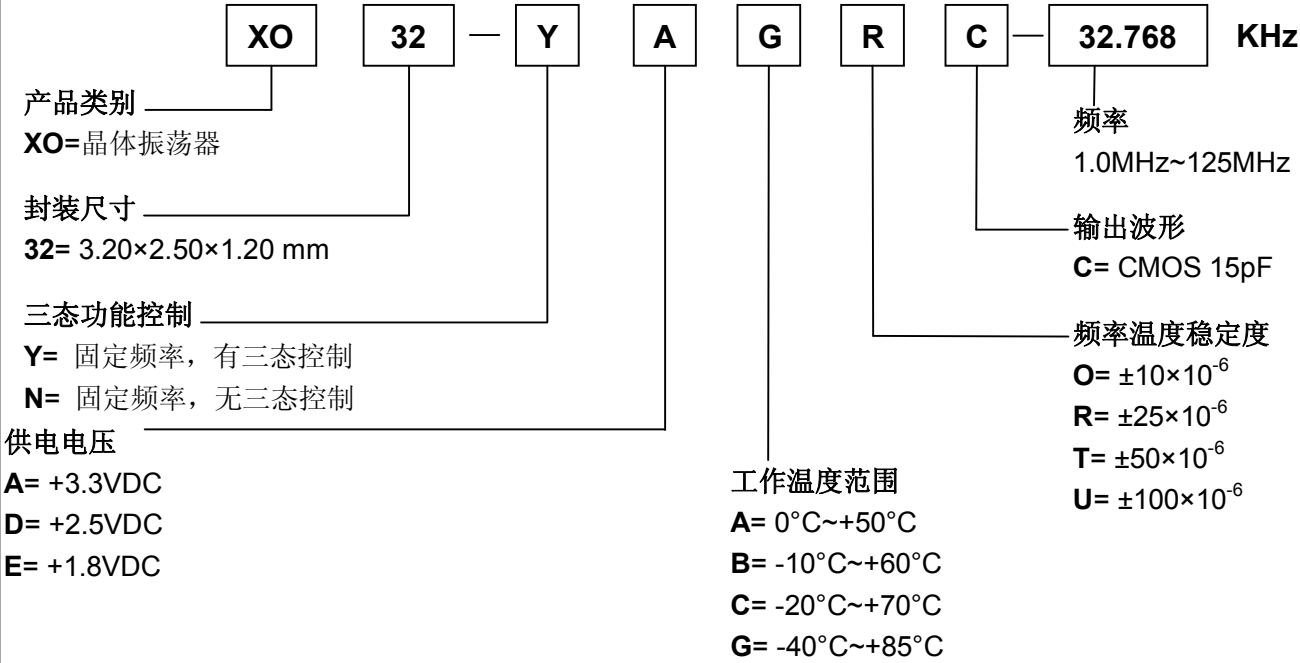 XO 32 — Y A G R C — 32.768 KHz
产品类别
XO=晶体振荡器
封装尺寸
32= 3.20×2.50×1.20 mm
三态功能控制
Y= 固定频率，有三态控制
N= 固定频率，无三态控制
供电电压
A= +3.3VDC
D= +2.5VDC
E= +1.8VDC
工作温度范围
A= 0°C~+50°C
B= -10°C~+60°C
C= -20°C~+70°C
G= -40°C~+85°C
频率
1.0MHz~125MHz
输出波形
C= CMOS 15pF
频率温度稳定度
O= ±10×10⁻⁶
R= ±25×10⁻⁶
T= ±50×10⁻⁶
U= ±100×10⁻⁶